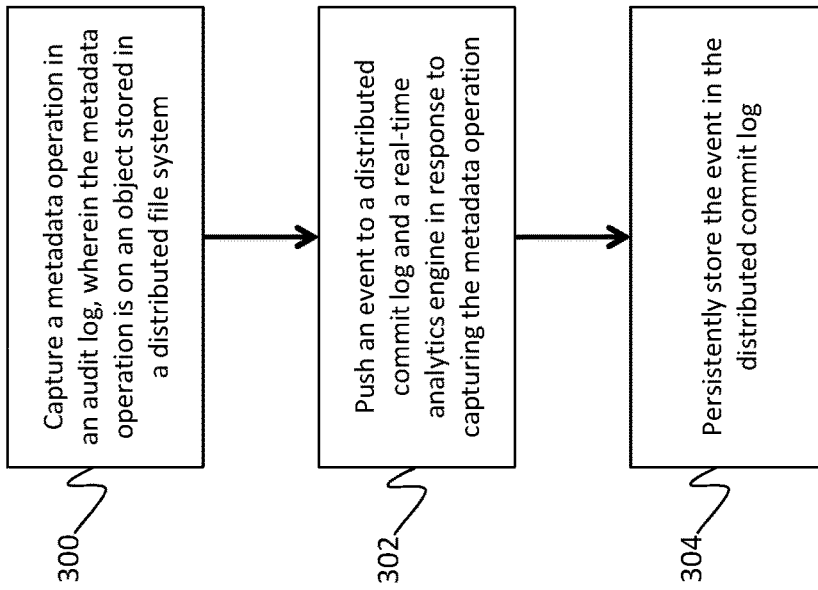 Capture a metadata operation in
an audit log, wherein the metadata
operation is on an object stored in
a distributed file system
300
Push an event to a distributed
commit log and a real-time
analytics engine in response to
capturing the metadata operation
302
Persistently store the event in the
distributed commit log
304